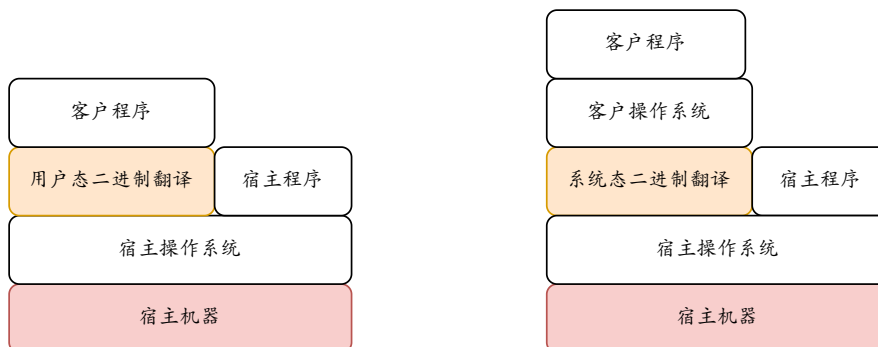 客户程序
用户态二进制翻译
宿主程序
宿主操作系统
宿主机器
客户程序
客户操作系统
系统态二进制翻译
宿主程序
宿主操作系统
宿主机器